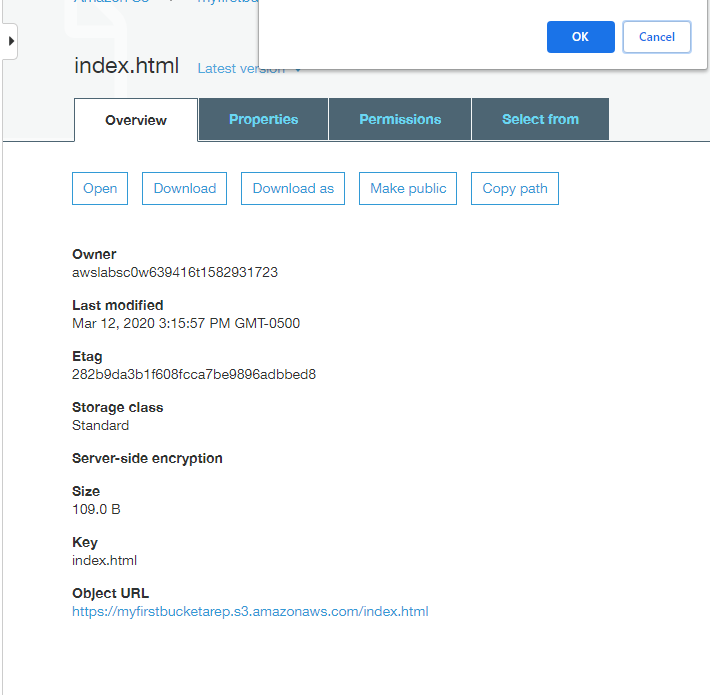 OK Cancel
index.html Latest version
Overview Properties Permissions Select from
Open Download Download as Make public Copy path
Owner
awslabsc0w639416t1582931723
Last modified
Mar 12, 2020 3:15:57 PM GMT-0500
Etag
282b9da3b1f608fcca7be9896adbbed8
Storage class
Standard
Server-side encryption
Size
109.0 B
Key
index.html
Object URL
https://myfirstbucketarep.s3.amazonaws.com/index.html